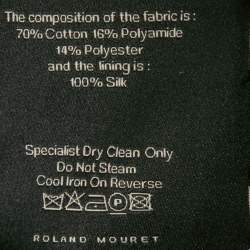 The composition of the fabric is :
70% Cotton 16% Polyamide
14% Polyester
and the lining is :
100% Silk
Specialist Dry Clean Only
Do Not Steam
Cool Iron On Reverse
P
ROLAND MOURET